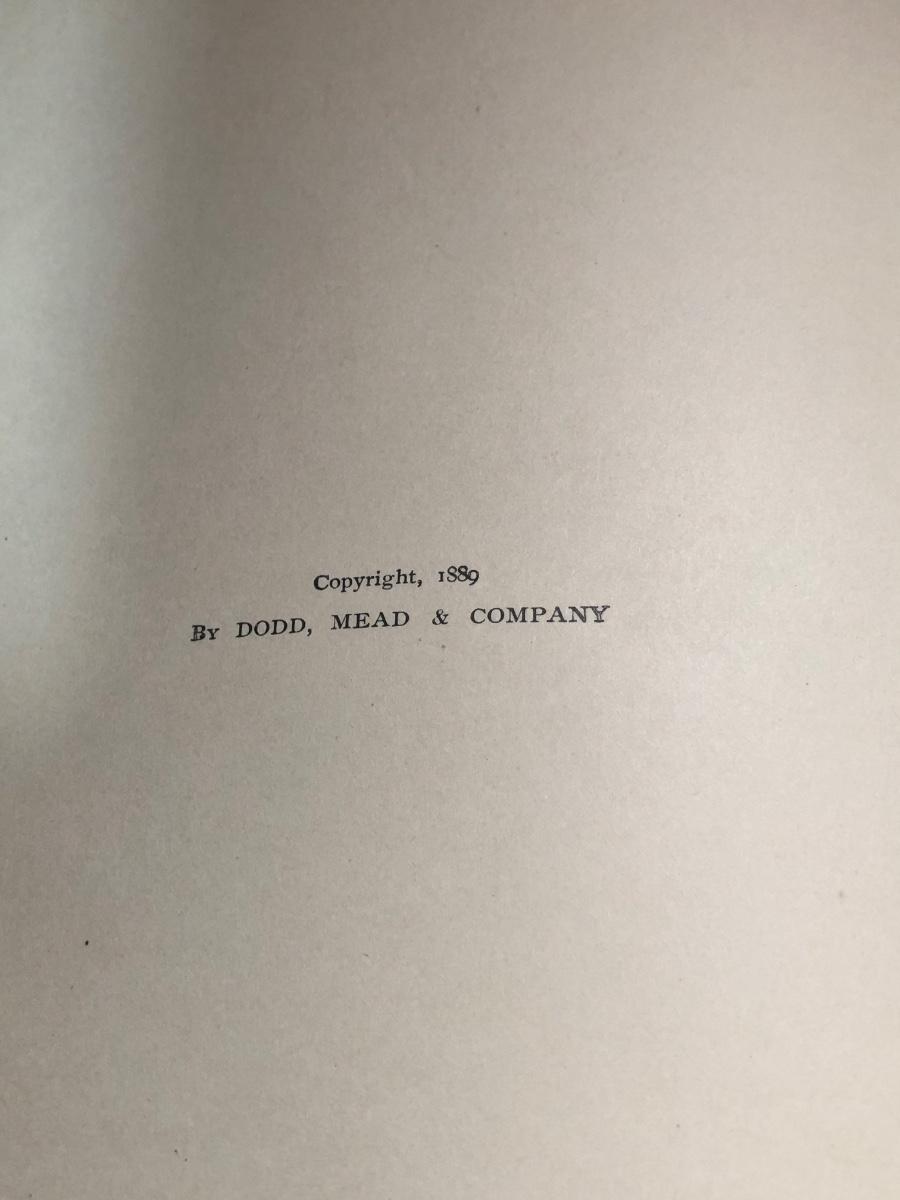 Copyright, 1889
By DODD, MEAD & COMPANY